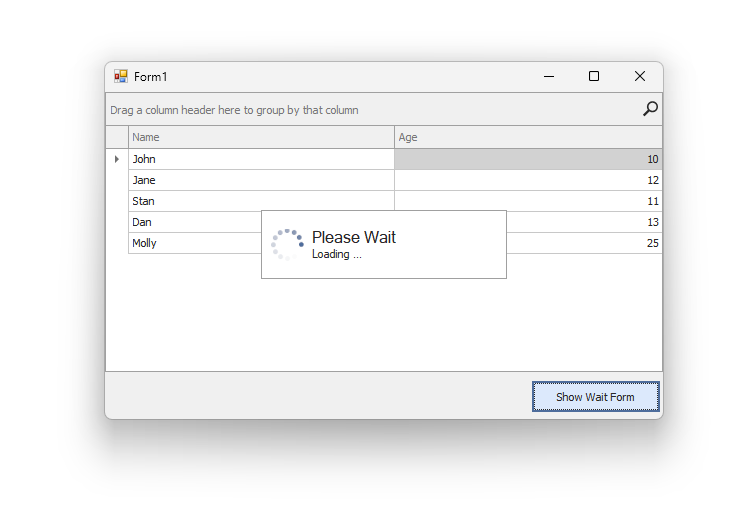 Form1
Drag a column header here to group by that column
Name Age
John 10
Jane 12
Stan 11
Dan 13
Molly 25
Please Wait
Loading ...
Show Wait Form